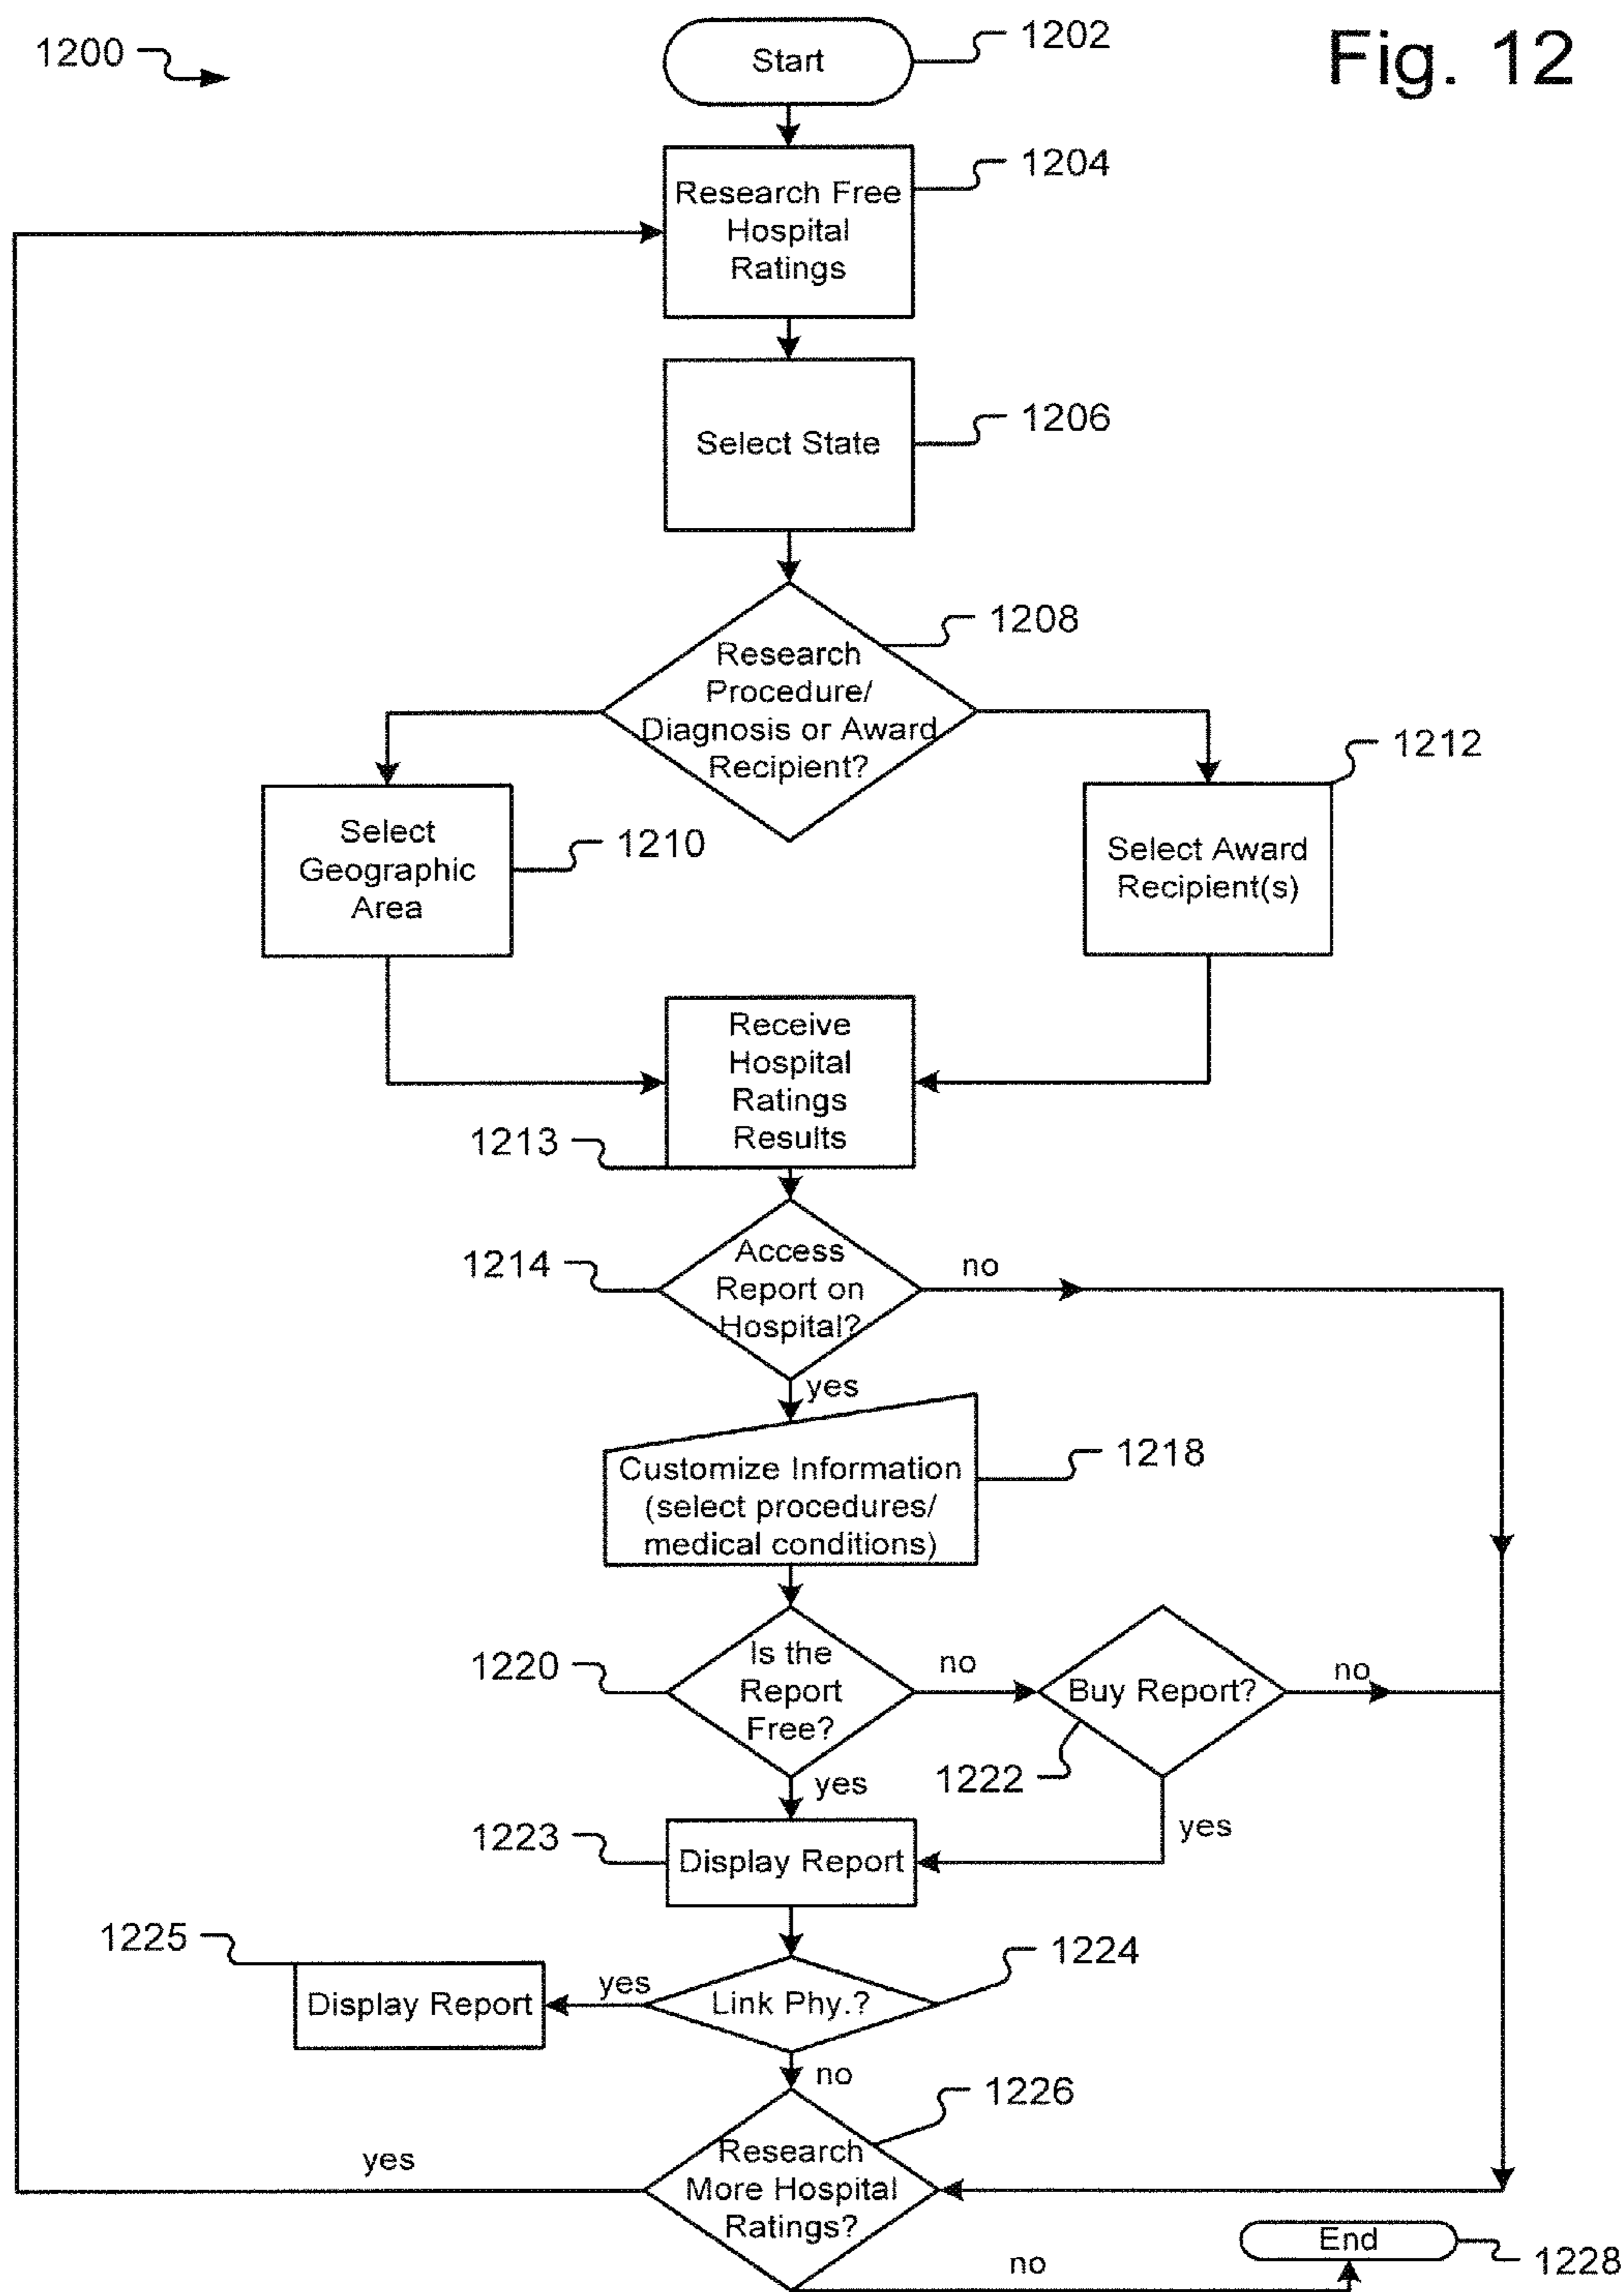 1200
Start
1202
Fig. 12
Research Free
Hospital
Ratings
1204
Select State
1206
1208
Research
Procedure/
Diagnosis or Award
Recipient?
1212
Select
Geographic
Area
1210
Select Award
Recipient(s)
Receive
Hospital
Ratings
Results
1213
1214
Access
Report on
Hospital?
no
yes
1218
Customize Information
(select procedures/
medical conditions)
1220
Is the
Report
Free?
no
Buy Report?
no
1222
yes
yes
1223
Display Report
1225
1224
Display Report
yes
Link Phy.?
no
1226
yes
Research
More Hospital
Ratings?
End
no
1228